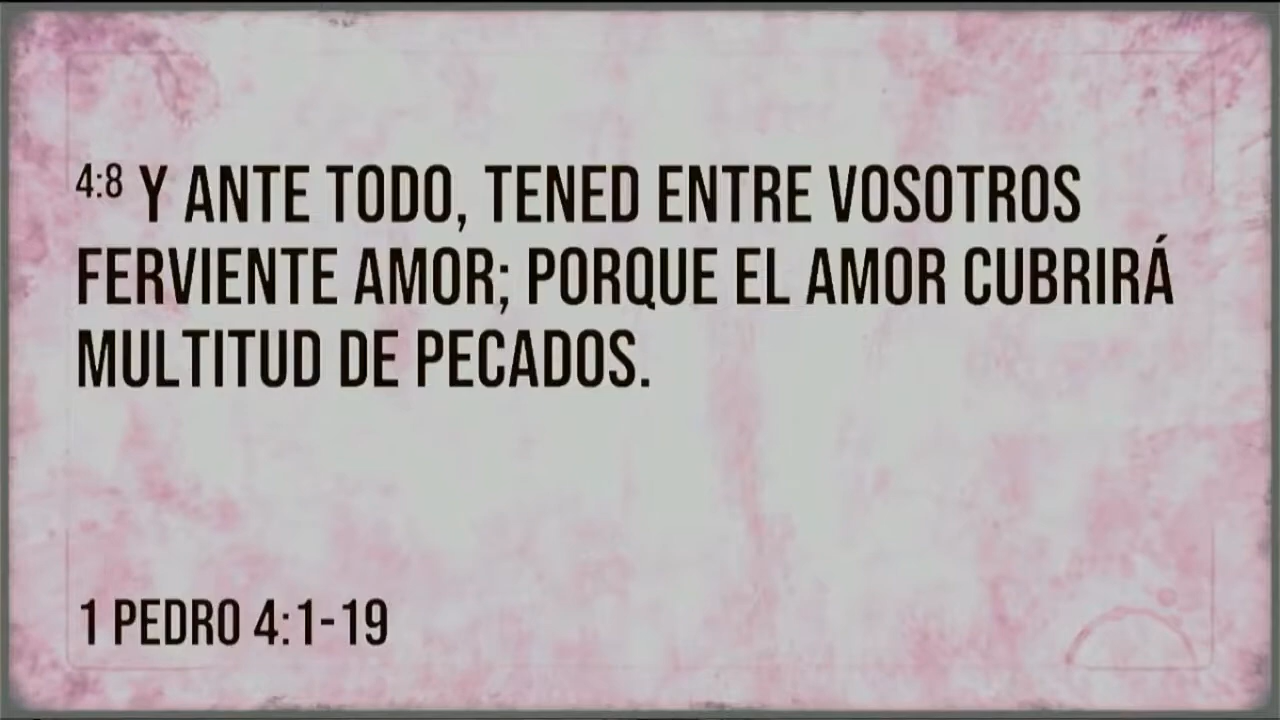 4:8 Y ANTE TODO, TENED ENTRE VOSOTROS
FERVIENTE AMOR; PORQUE EL AMOR CUBRIRÁ
MULTITUD DE PECADOS.
1 PEDRO 4:1-19